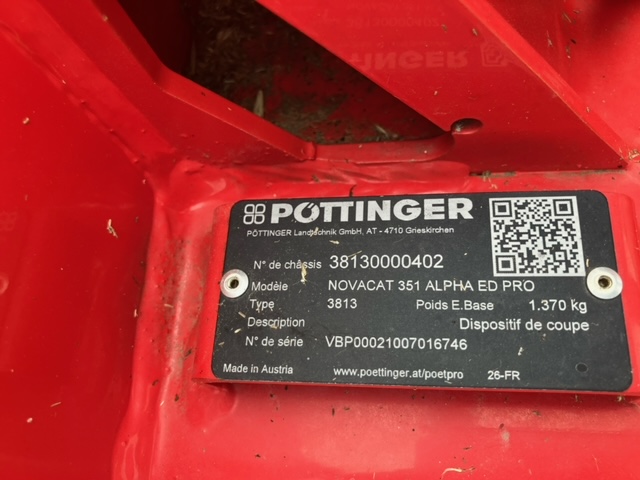 PÖTTINGER
PÖTTINGER Landtechnik GmbH, AT - 4710 Grieskirchen
N° de châssis 38130000402
Modèle NOVACAT 351 ALPHA ED PRO
Type 3813 Poids E.Base 1.370 kg
Description Dispositif de coupe
N° de série VBP00021007016746
Made in Austria www.poettinger.at/poetpro 26-FR